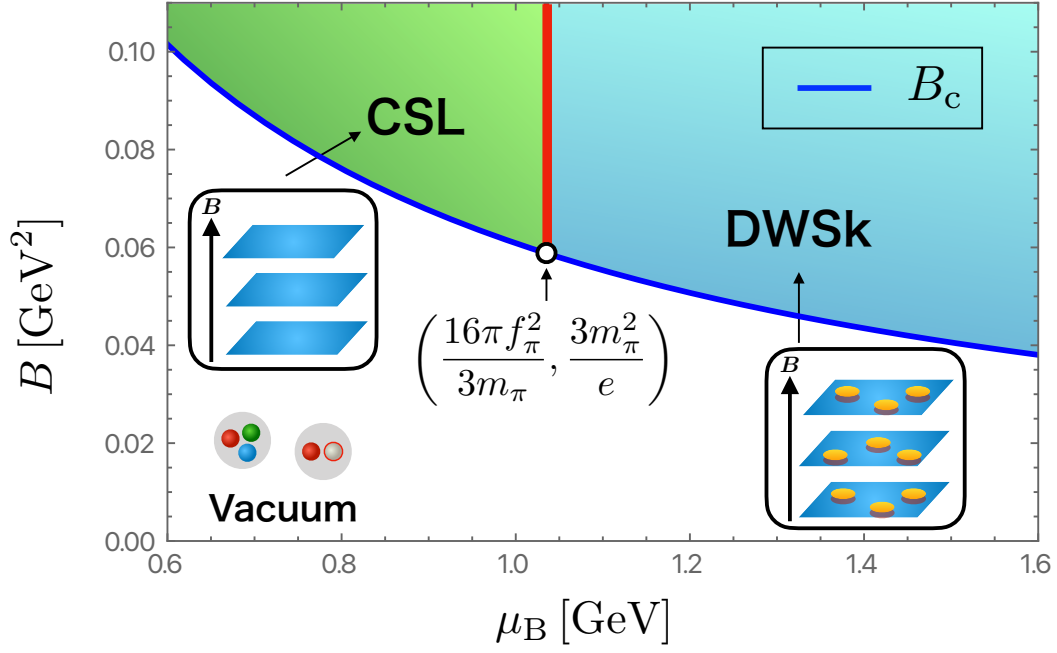 0.10
0.08
0.06
0.04
0.02
0.00
B [GeV²]
CSL
B_c
B
DWSk
(16πf_π²/3m_π, 3m_π²/e)
B
Vacuum
0.6 0.8 1.0 1.2 1.4 1.6
μ_B [GeV]